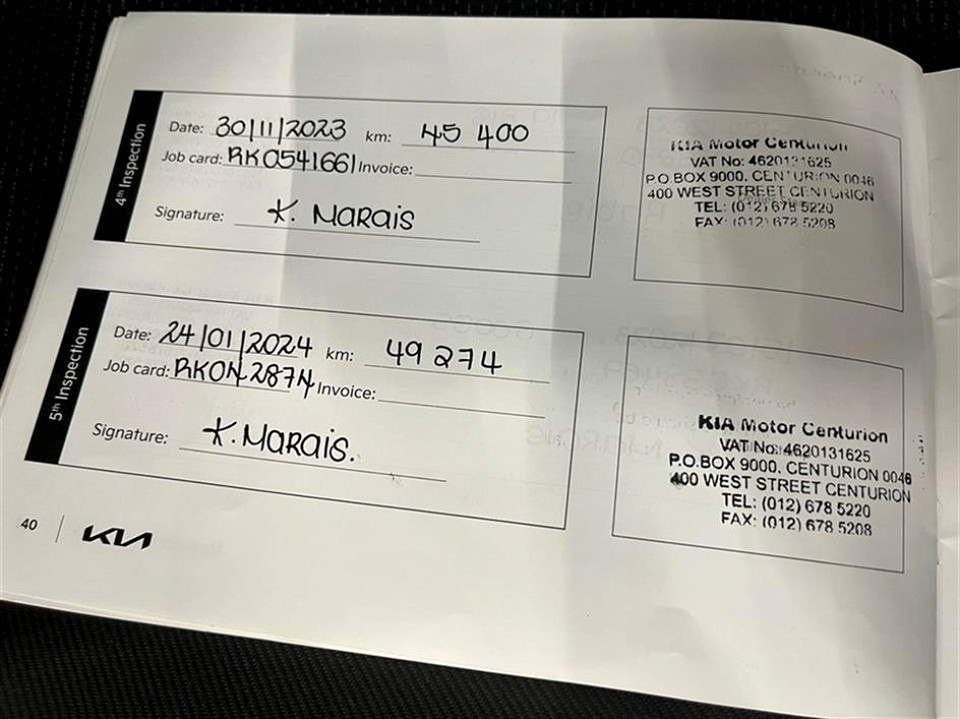 4th Inspection
Date: 30/11/2023 km: 45 400
Job card: RK0541661 Invoice:
Signature: K. Marais
KIA Motor Centurion
VAT No: 4620131625
P.O BOX 9000, CENTURION 0046
400 WEST STREET CENTURION
TEL: (012) 678 5220
FAX: (012) 678 5208
5th Inspection
Date: 24/01/2024 km: 49 274
Job card: Invoice:
Signature: K. Marais.
KIA Motor Centurion
VAT No: 4620131625
P.O.BOX 9000, CENTURION 0046
400 WEST STREET CENTURION
TEL: (012) 678 5220
FAX: (012) 678 5208
40
KIA